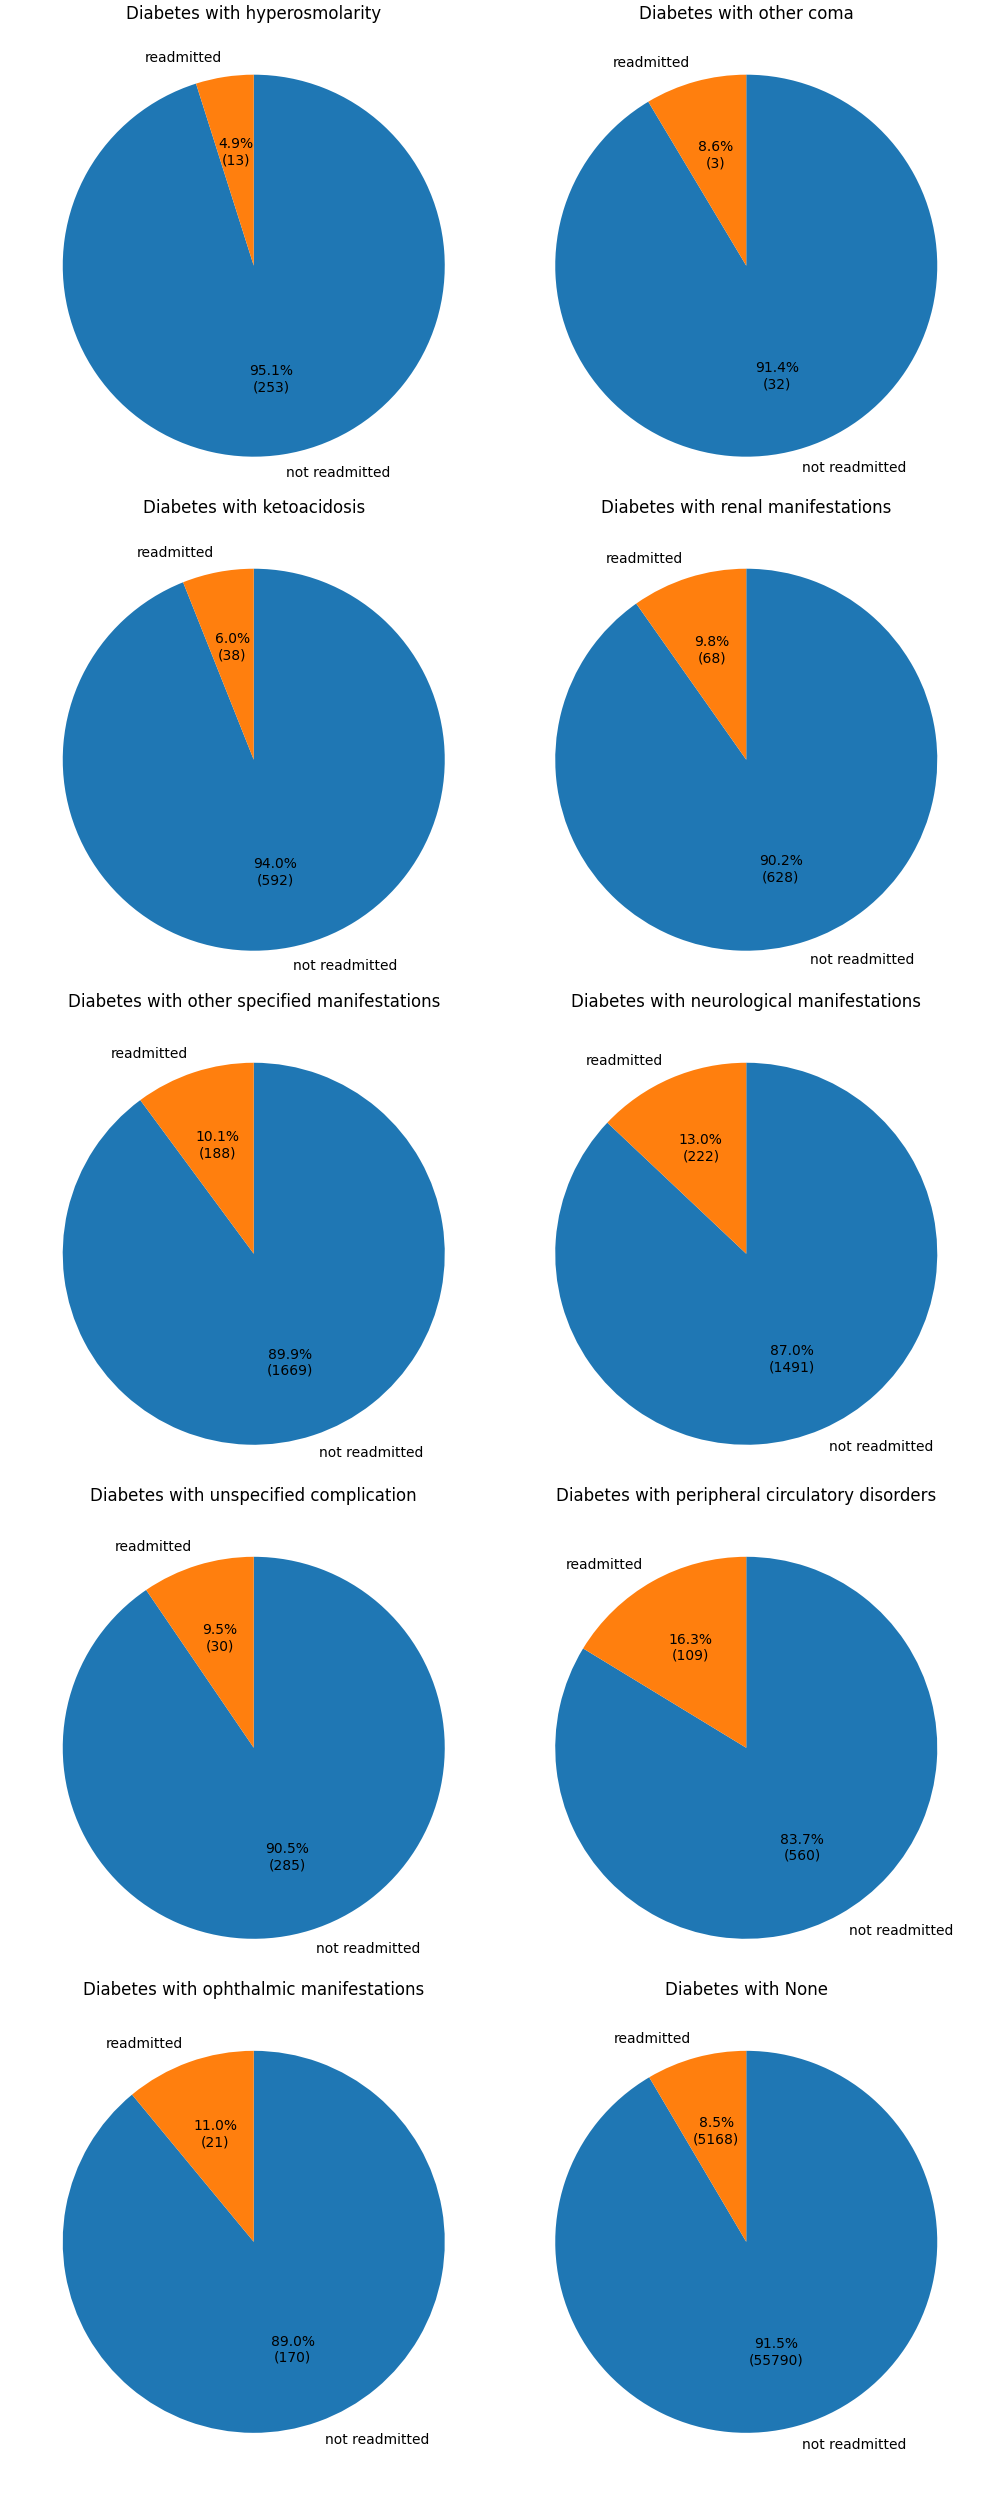 Diabetes with hyperosmolarity
readmitted
4.9%
(13)
95.1%
(253)
not readmitted
Diabetes with other coma
readmitted
8.6%
(3)
91.4%
(32)
not readmitted
Diabetes with ketoacidosis
readmitted
6.0%
(38)
94.0%
(592)
not readmitted
Diabetes with renal manifestations
readmitted
9.8%
(68)
90.2%
(628)
not readmitted
Diabetes with other specified manifestations
readmitted
10.1%
(188)
89.9%
(1669)
not readmitted
Diabetes with neurological manifestations
readmitted
13.0%
(222)
87.0%
(1491)
not readmitted
Diabetes with unspecified complication
readmitted
9.5%
(30)
90.5%
(285)
not readmitted
Diabetes with peripheral circulatory disorders
readmitted
16.3%
(109)
83.7%
(560)
not readmitted
Diabetes with ophthalmic manifestations
readmitted
11.0%
(21)
89.0%
(170)
not readmitted
Diabetes with None
readmitted
8.5%
(5168)
91.5%
(55790)
not readmitted